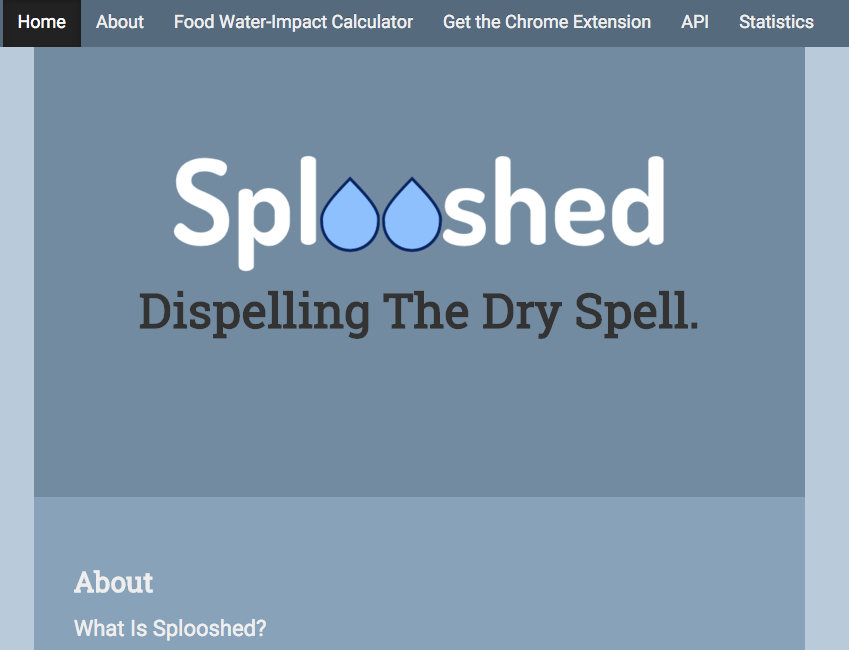 Home About Food Water-Impact Calculator Get the Chrome Extension API Statistics
Splooshed
Dispelling The Dry Spell.
About
What Is Splooshed?